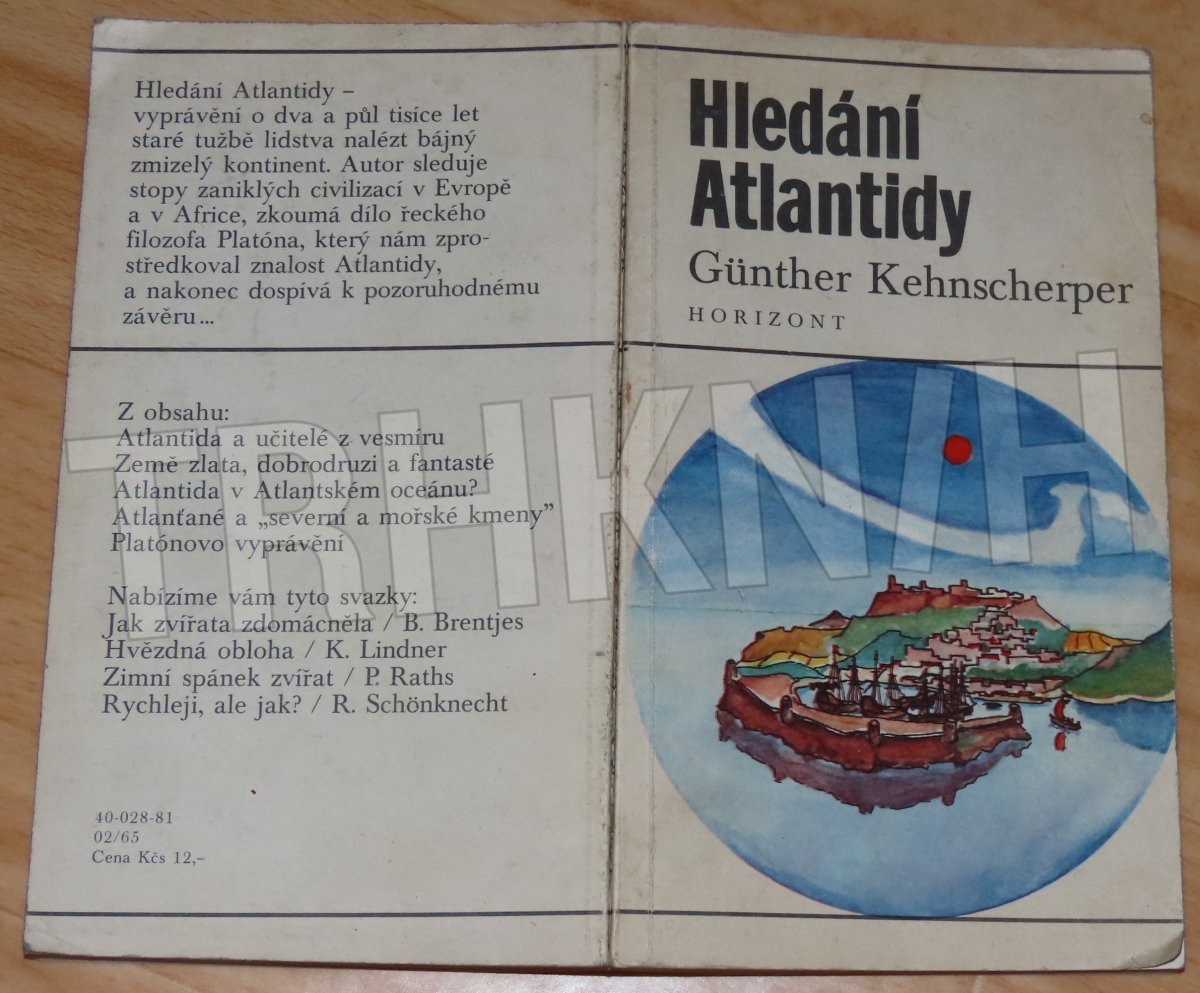 Hledání Atlantidy –
vyprávění o dva a půl tisíce let
staré tužbě lidstva nalézt bájný
zmizelý kontinent. Autor sleduje
stopy zaniklých civilizací v Evropě
a v Africe, zkoumá dílo řeckého
filozofa Platóna, který nám zpro-
středkoval znalost Atlantidy,
a nakonec dospívá k pozoruhodnému
závěru...
Z obsahu:
Atlantida a učitelé z vesmíru
Země zlata, dobrodruzi a fantasté
Atlantida v Atlantském oceánu?
Atlanťané a „severní a mořské kmeny”
Platónovo vyprávění
Nabízíme vám tyto svazky:
Jak zvířata zdomácněla / B. Brentjes
Hvězdná obloha / K. Lindner
Zimní spánek zvířat / P. Raths
Rychleji, ale jak? / R. Schönknecht
40-028-81
02/65
Cena Kčs 12,-
Hledání
Atlantidy
Günther Kehnscherper
HORIZONT
TRHKNIH